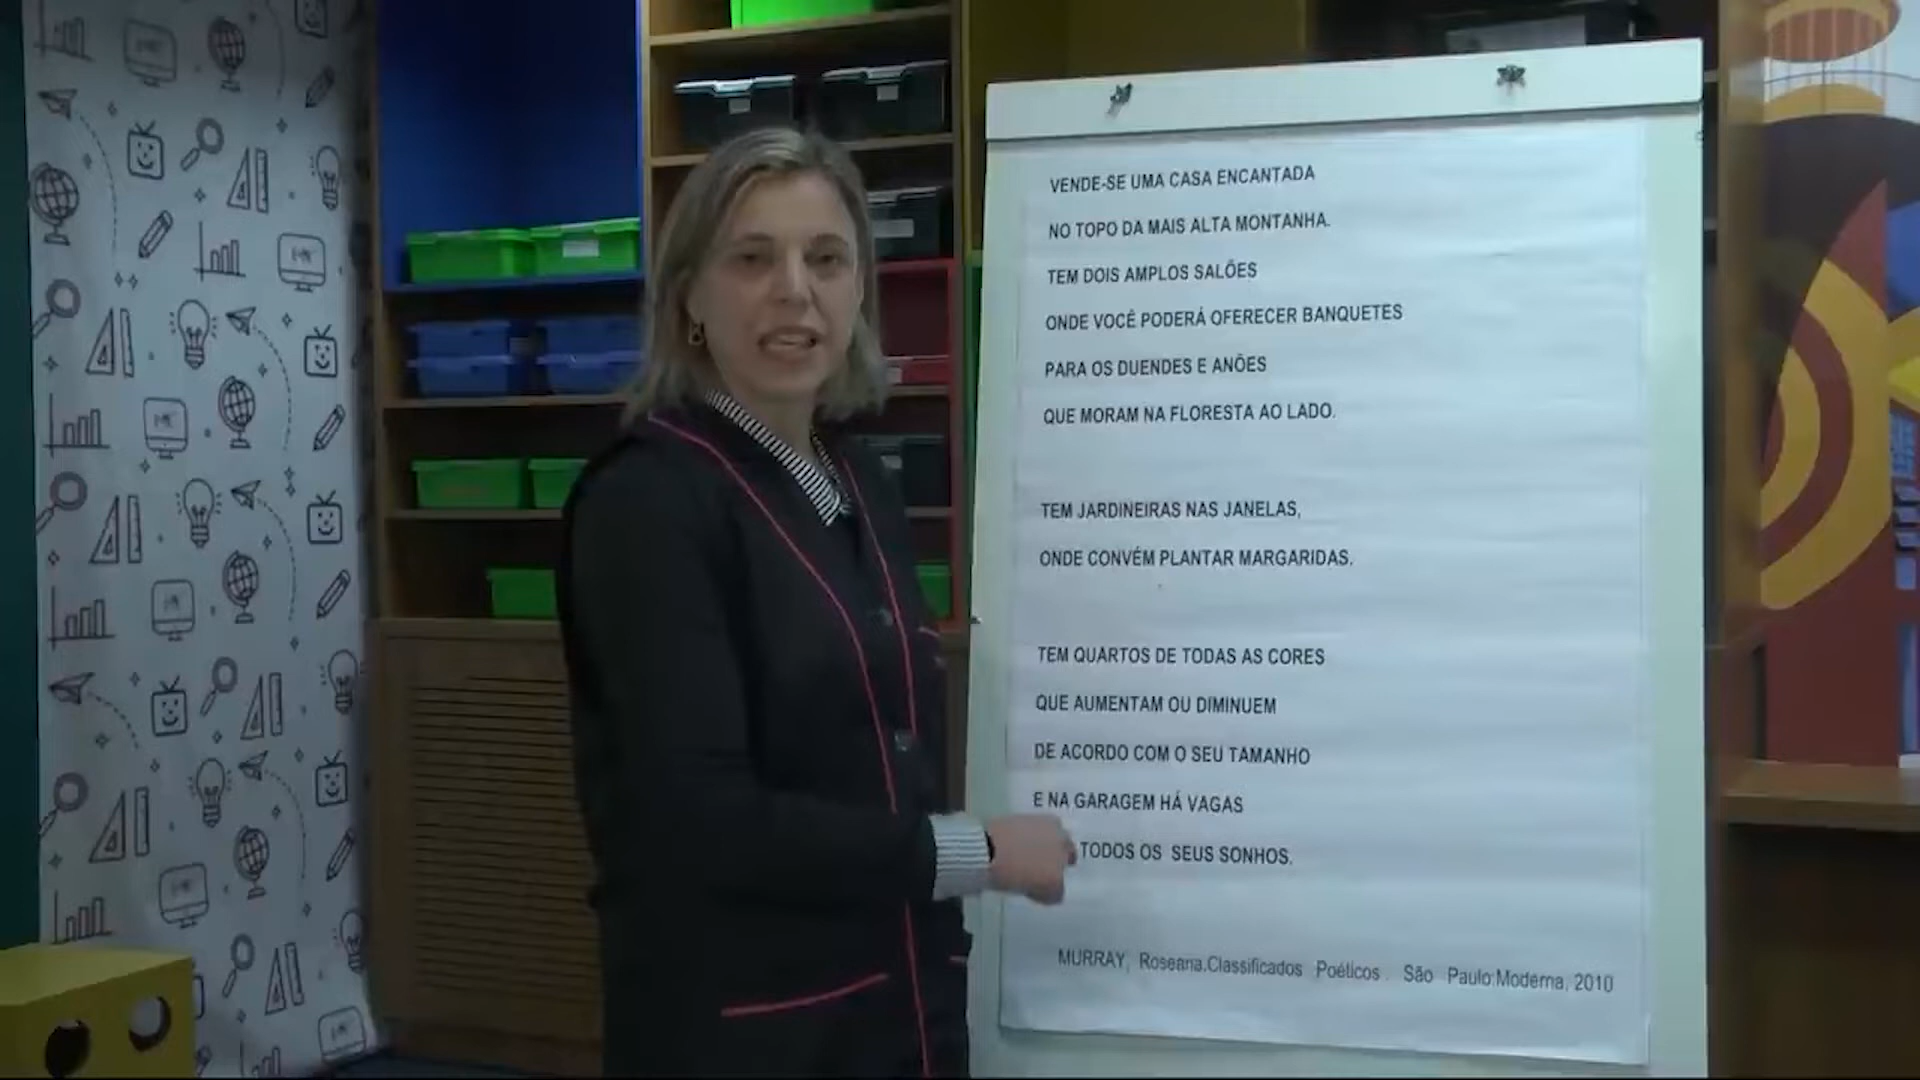 VENDE-SE UMA CASA ENCANTADA
NO TOPO DA MAIS ALTA MONTANHA.
TEM DOIS AMPLOS SALÕES
ONDE VOCÊ PODERÁ OFERECER BANQUETES
PARA OS DUENDES E ANÕES
QUE MORAM NA FLORESTA AO LADO.
TEM JARDINEIRAS NAS JANELAS,
ONDE CONVÉM PLANTAR MARGARIDAS.
TEM QUARTOS DE TODAS AS CORES
QUE AUMENTAM OU DIMINUEM
DE ACORDO COM O SEU TAMANHO
E NA GARAGEM HÁ VAGAS
TODOS OS SEUS SONHOS.
MURRAY, Roseana.Classificados Poéticos . São Paulo:Moderna, 2010